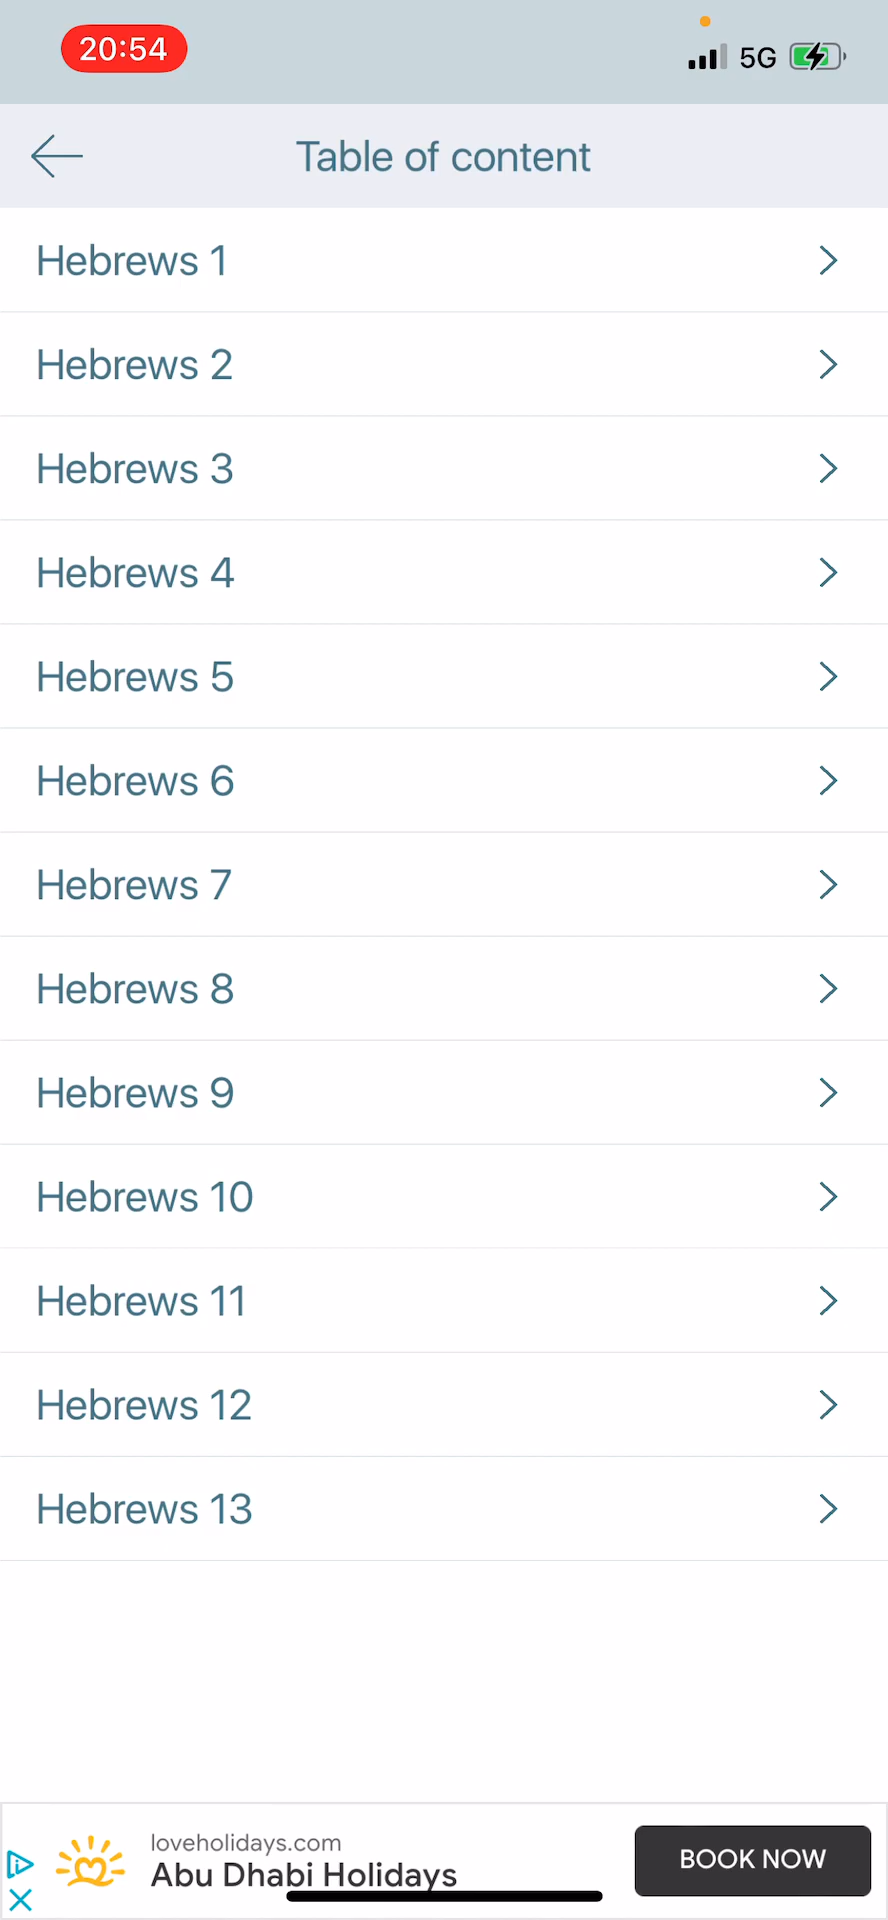 20:54
5G
Table of content
Hebrews 1
Hebrews 2
Hebrews 3
Hebrews 4
Hebrews 5
Hebrews 6
Hebrews 7
Hebrews 8
Hebrews 9
Hebrews 10
Hebrews 11
Hebrews 12
Hebrews 13
loveholidays.com
Abu Dhabi Holidays
BOOK NOW